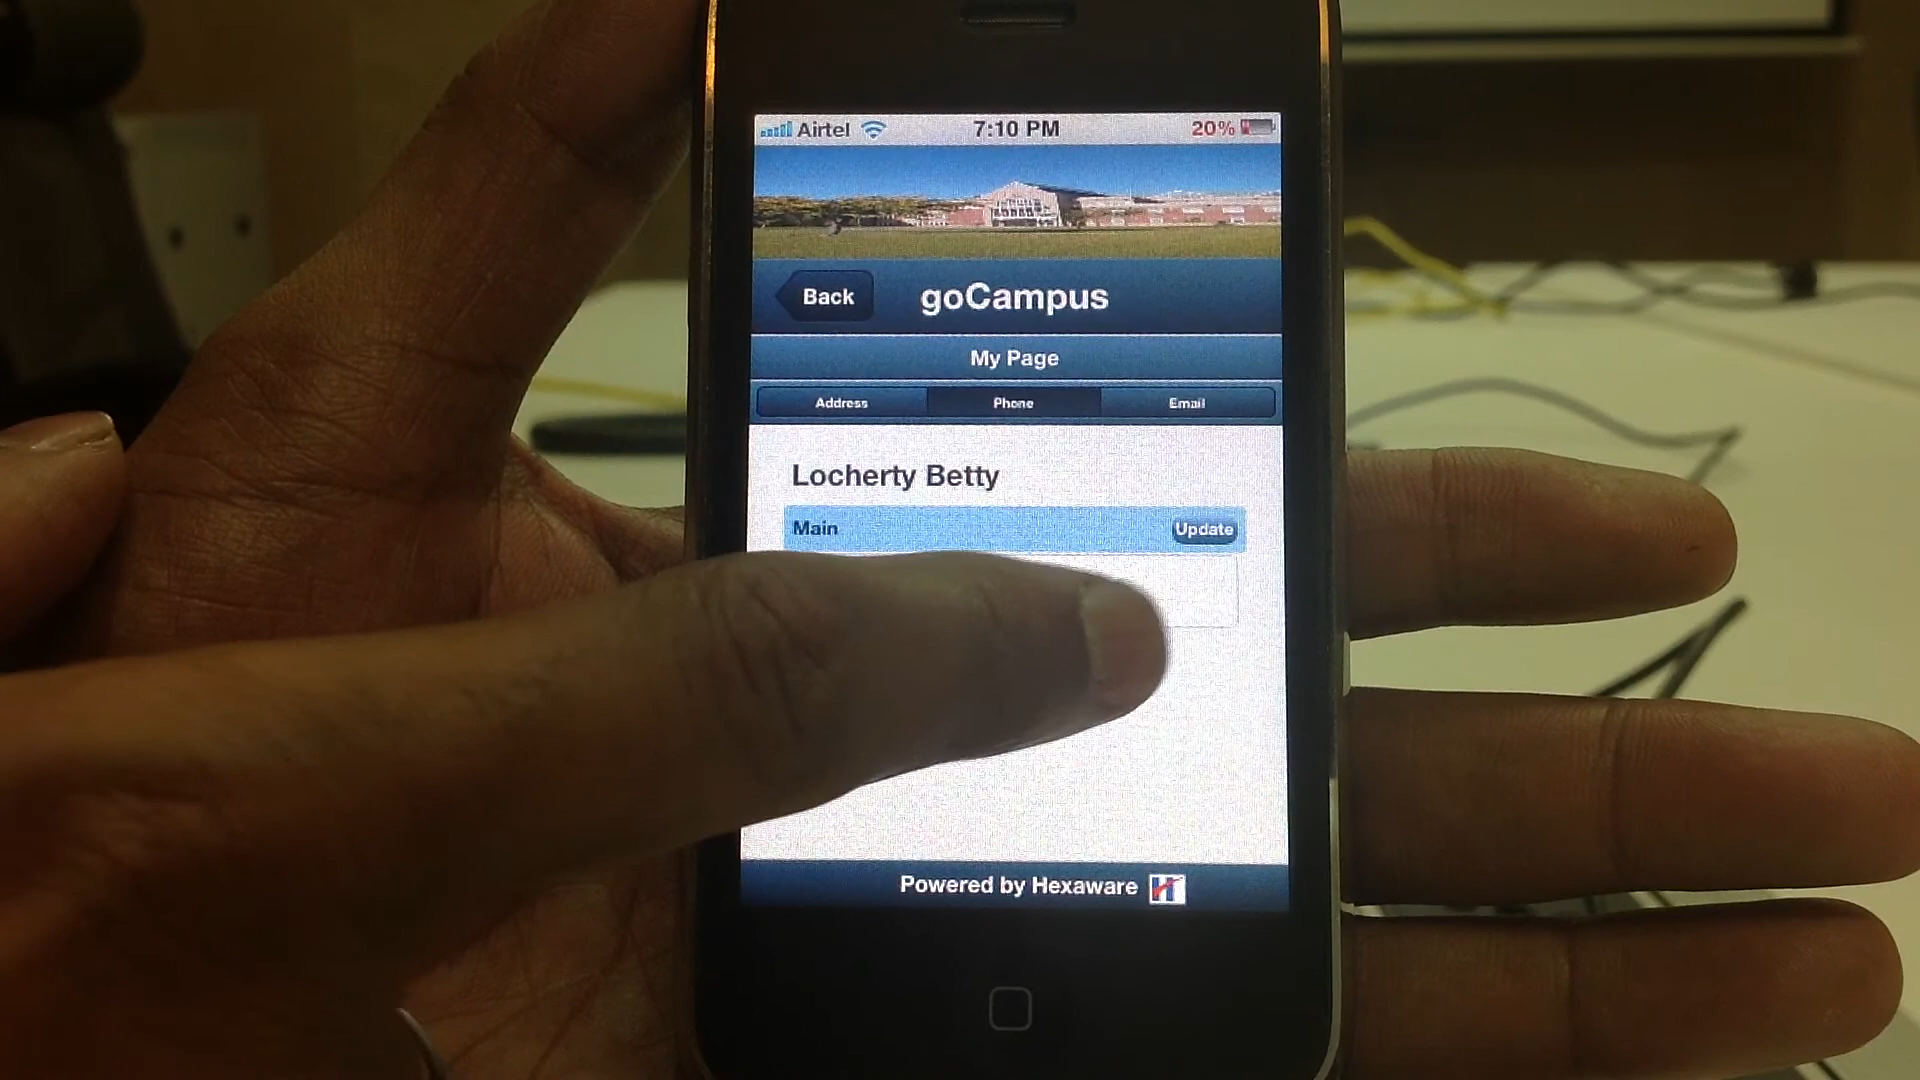 Airtel 7:10 PM 20%
Back goCampus
My Page
Address Phone Email
Locherty Betty
Main Update
Powered by Hexaware